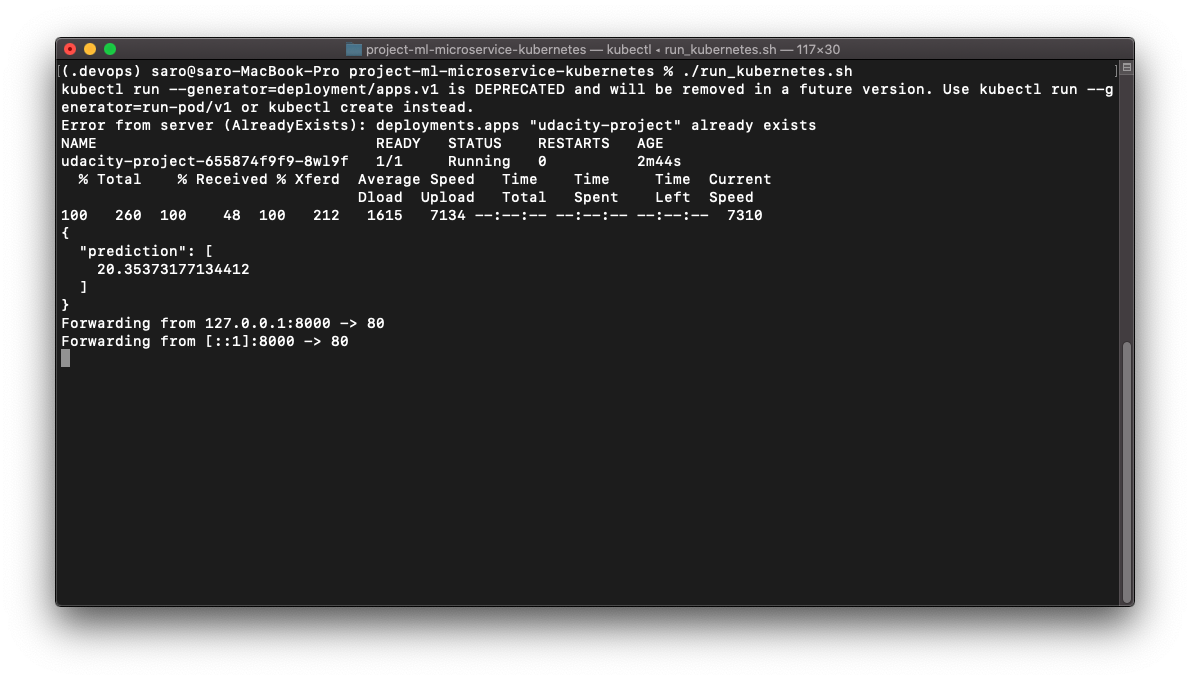 project-ml-microservice-kubernetes — kubectl ◂ run_kubernetes.sh — 117×30
[(.devops) saro@saro-MacBook-Pro project-ml-microservice-kubernetes % ./run_kubernetes.sh ]
kubectl run --generator=deployment/apps.v1 is DEPRECATED and will be removed in a future version. Use kubectl run --g
enerator=run-pod/v1 or kubectl create instead.
Error from server (AlreadyExists): deployments.apps "udacity-project" already exists
NAME                               READY   STATUS    RESTARTS   AGE
udacity-project-655874f9f9-8wl9f   1/1     Running   0          2m44s
  % Total    % Received % Xferd  Average Speed   Time    Time     Time  Current
                                 Dload  Upload   Total   Spent    Left  Speed
100   260  100    48  100   212   1615   7134 --:--:-- --:--:-- --:--:--  7310
{
  "prediction": [
    20.35373177134412
  ]
}
Forwarding from 127.0.0.1:8000 -> 80
Forwarding from [::1]:8000 -> 80